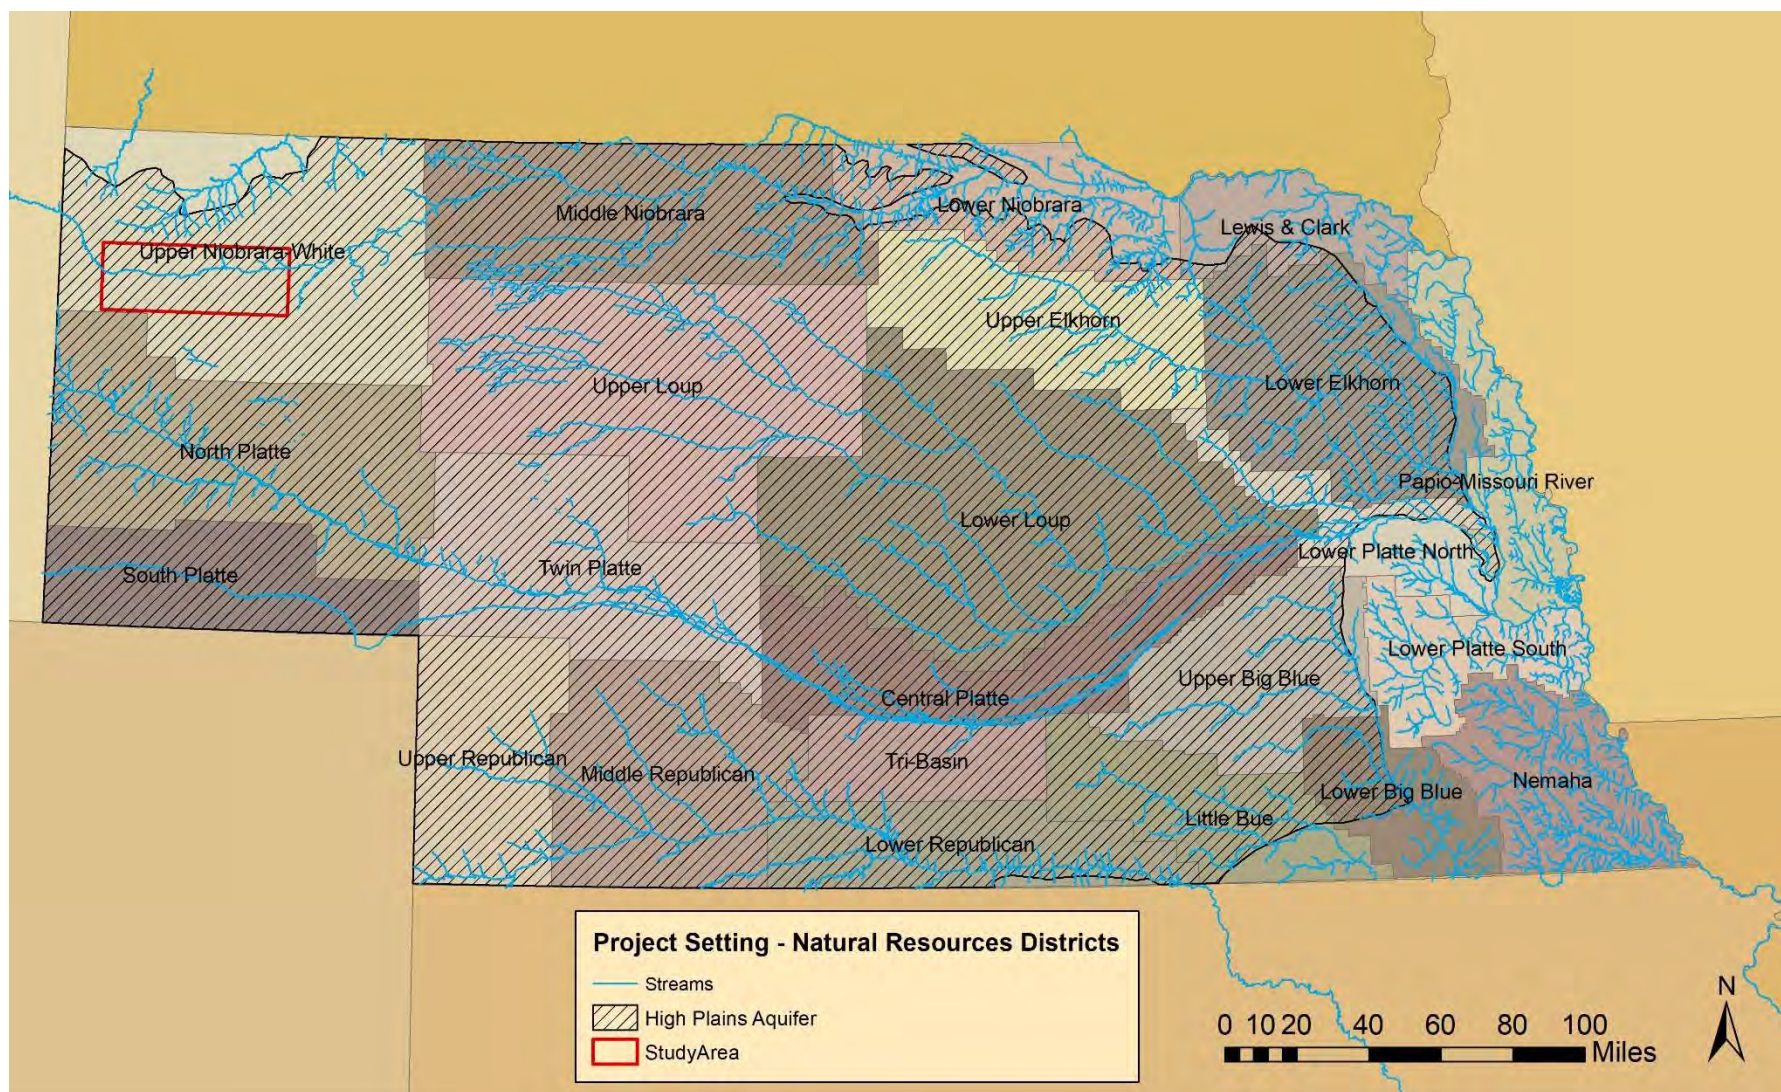 Middle Niobrara
Lower Niobrara
Lewis & Clark
Upper Niobrara-White
Upper Elkhorn
Upper Loup
Lower Elkhorn
North Platte
Papio-Missouri River
Lower Loup
Lower Platte North
South Platte
Twin Platte
Lower Platte South
Upper Big Blue
Central Platte
Upper Republican
Middle Republican
Tri-Basin
Nemaha
Lower Big Blue
Little Bue
Lower Republican
Project Setting - Natural Resources Districts
Streams
High Plains Aquifer
StudyArea
N
0 10 20 40 60 80 100
Miles